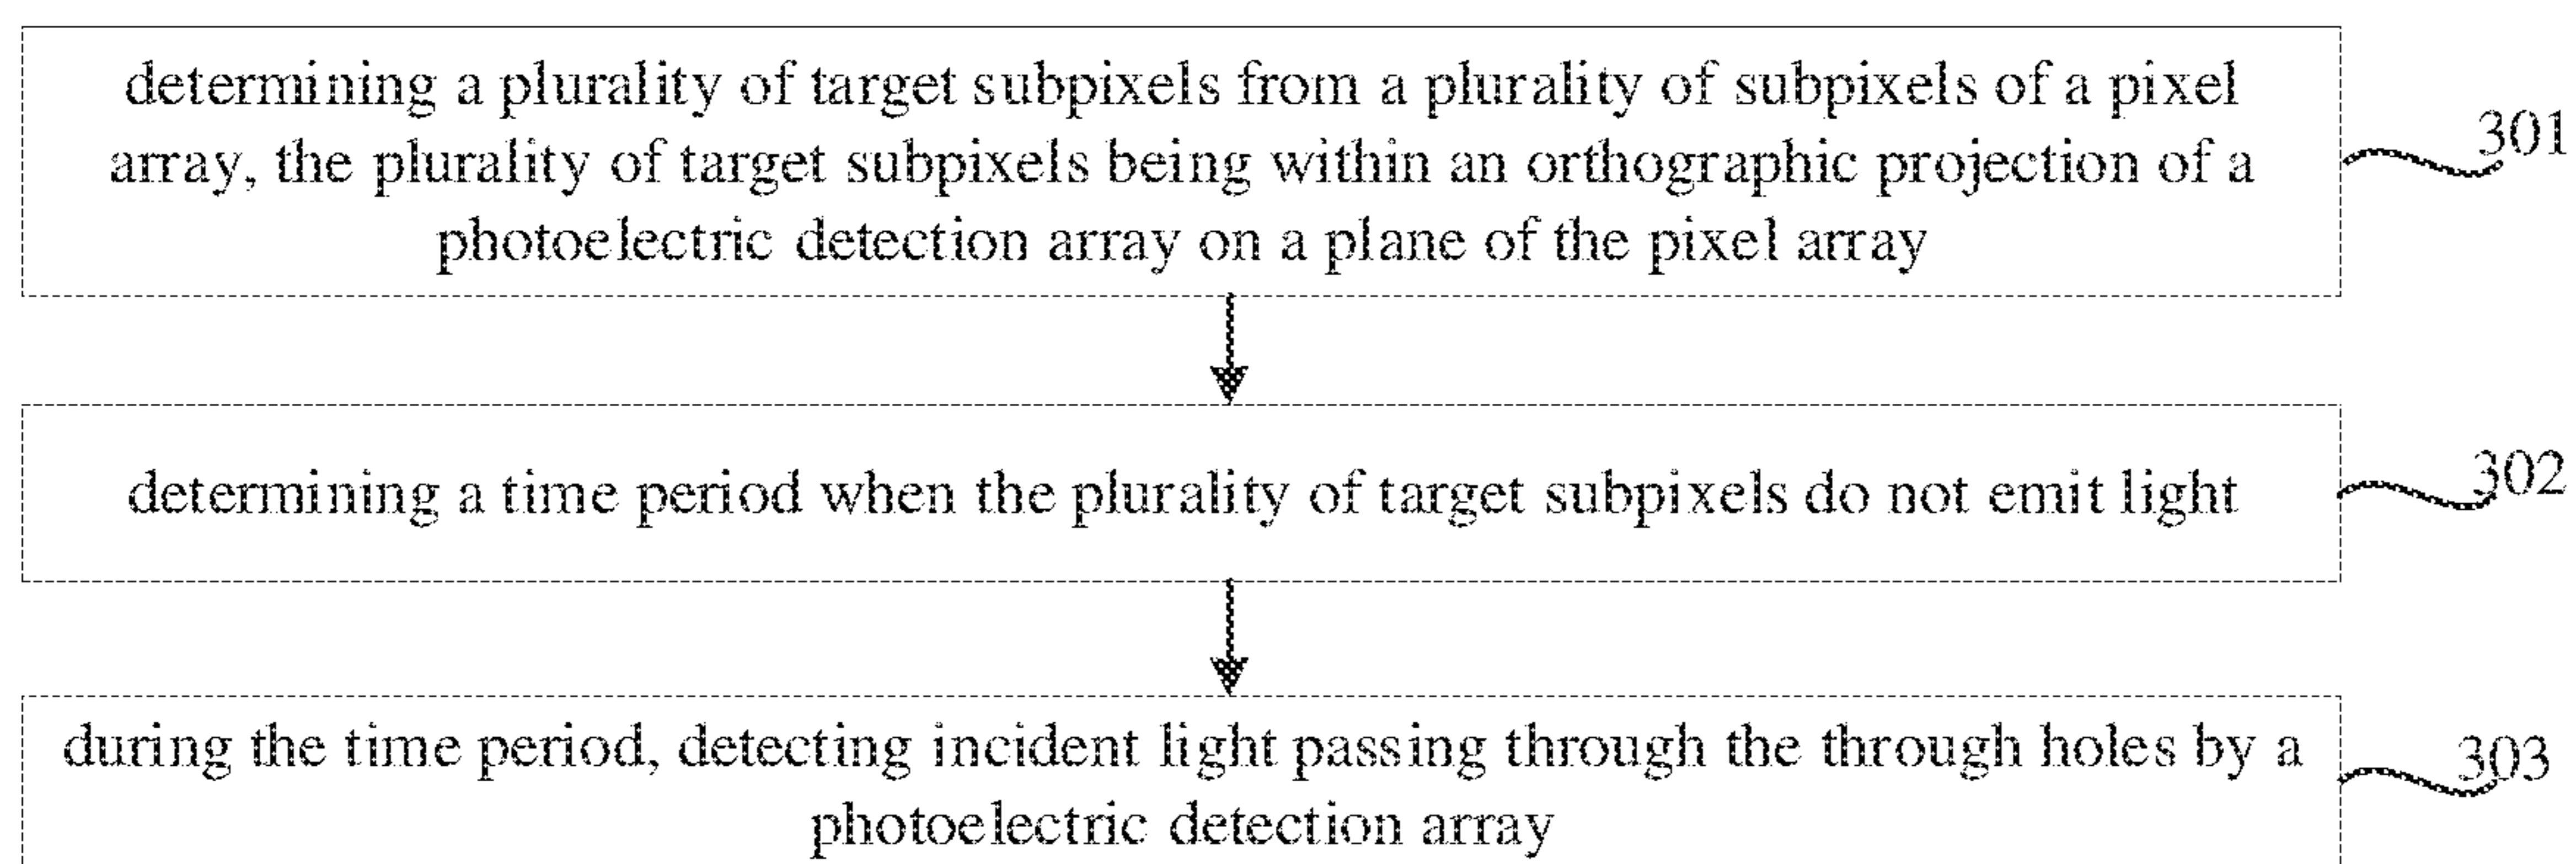 determining a plurality of target subpixels from a plurality of subpixels of a pixel
array, the plurality of target subpixels being within an orthographic projection of a
photoelectric detection array on a plane of the pixel array
301
determining a time period when the plurality of target subpixels do not emit light
302
during the time period, detecting incident light passing through the through holes by a
photoelectric detection array
303